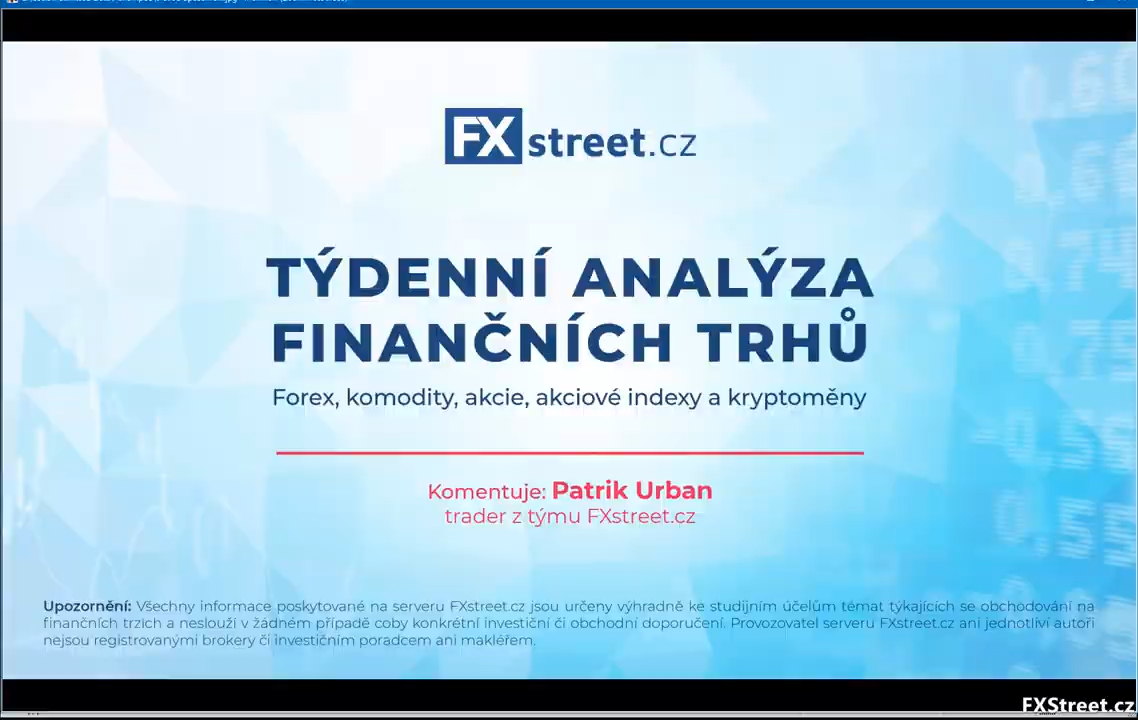 FXstreet.cz
TÝDENNÍ ANALÝZA
FINANČNÍCH TRHŮ
Forex, komodity, akcie, akciové indexy a kryptoměny
Komentuje: Patrik Urban
trader z týmu FXstreet.cz
Upozornění: Všechny informace poskytované na serveru FXstreet.cz jsou určeny výhradně ke studijním účelům témat týkajících se obchodování na
finančních trzích a neslouží v žádném případě coby konkrétní investiční či obchodní doporučení. Provozovatel serveru FXstreet.cz ani jednotliví autoři
nejsou registrovanými brokery či investičním poradcem ani makléřem.
FXStreet.cz